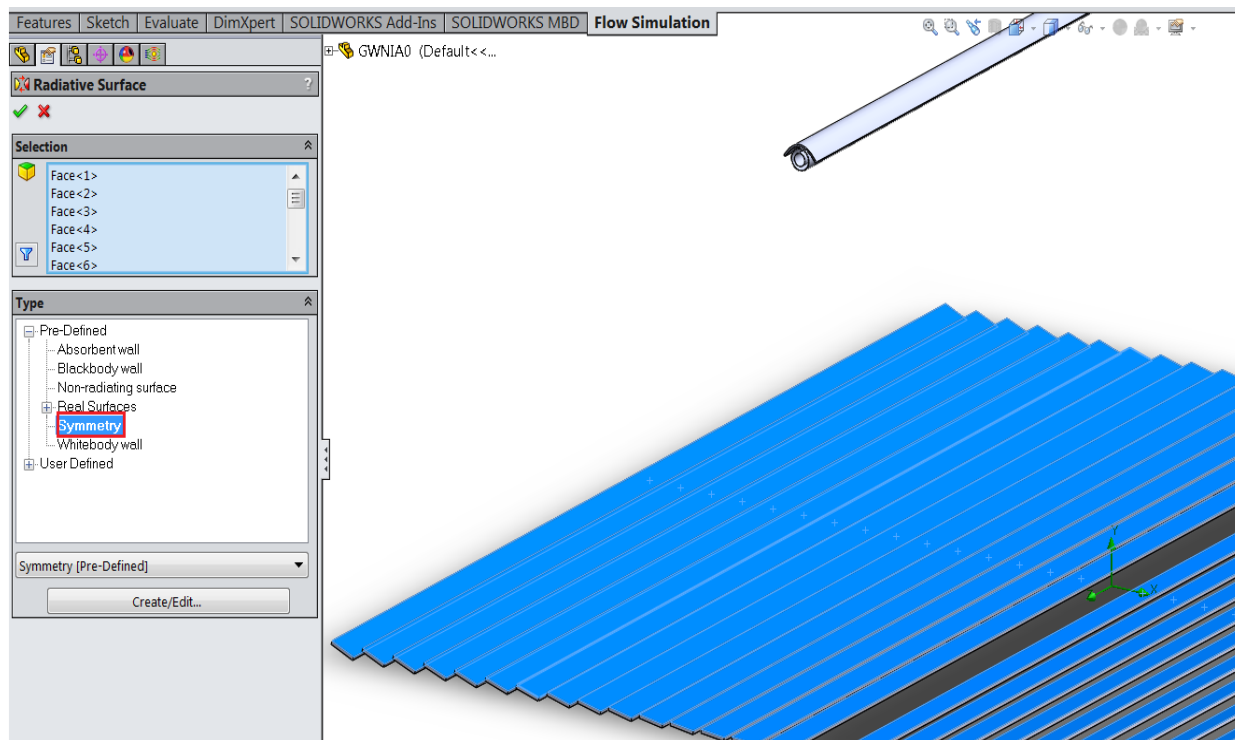 Features Sketch Evaluate DimXpert SOLIDWORKS Add-Ins SOLIDWORKS MBD Flow Simulation
GWNIA0 (Default<<...
Radiative Surface ?
Selection
Face<1>
Face<2>
Face<3>
Face<4>
Face<5>
Face<6>
Type
Pre-Defined
Absorbent wall
Blackbody wall
Non-radiating surface
Real Surfaces
Symmetry
Whitebody wall
User Defined
Symmetry [Pre-Defined]
Create/Edit...
Y
X